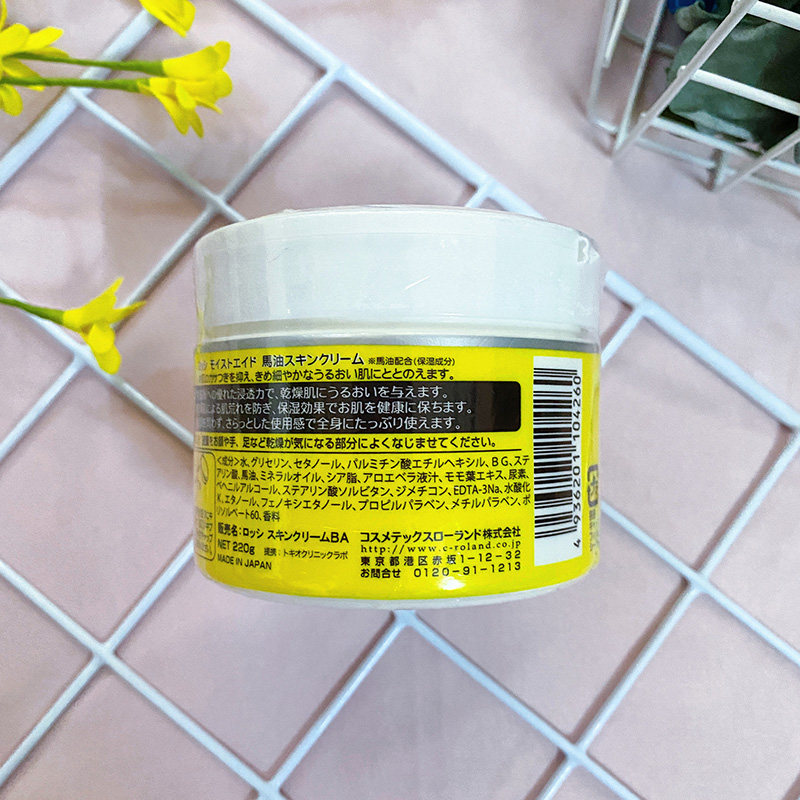 モイストエイド 馬油スキンクリーム ※馬油配合(保湿成分)
かさつきを抑え、きめ細やかなうるおい肌にととのえます。
優れた浸透力で、乾燥肌にうるおいを与えます。
による肌荒れを防ぎ、保湿効果でお肌を健康に保ちます。
さらっとした使用感で全身にたっぷり使えます。
お顔や手、足など乾燥が気になる部分によくなじませてください。
<成分>水、グリセリン、セタノール、パルミチン酸エチルヘキシル、BG、ステ
アリン酸、馬油、ミネラルオイル、シア脂、アロエベラ液汁、モモ葉エキス、尿素、
ベヘニルアルコール、ステアリン酸ソルビタン、ジメチコン、EDTA-3Na、水酸化
K、エタノール、フェノキシエタノール、プロピルパラベン、メチルパラベン、ポ
リソルベート60、香料
販売名:ロッシ スキンクリームBA
NET 220g 提携:トキオクリニックラボ
MADE IN JAPAN
コスメテックスローランド株式会社
http://www.c-roland.co.jp
東京都港区赤坂1-12-32
お問合せ 0120-91-1213
4 936201 104260